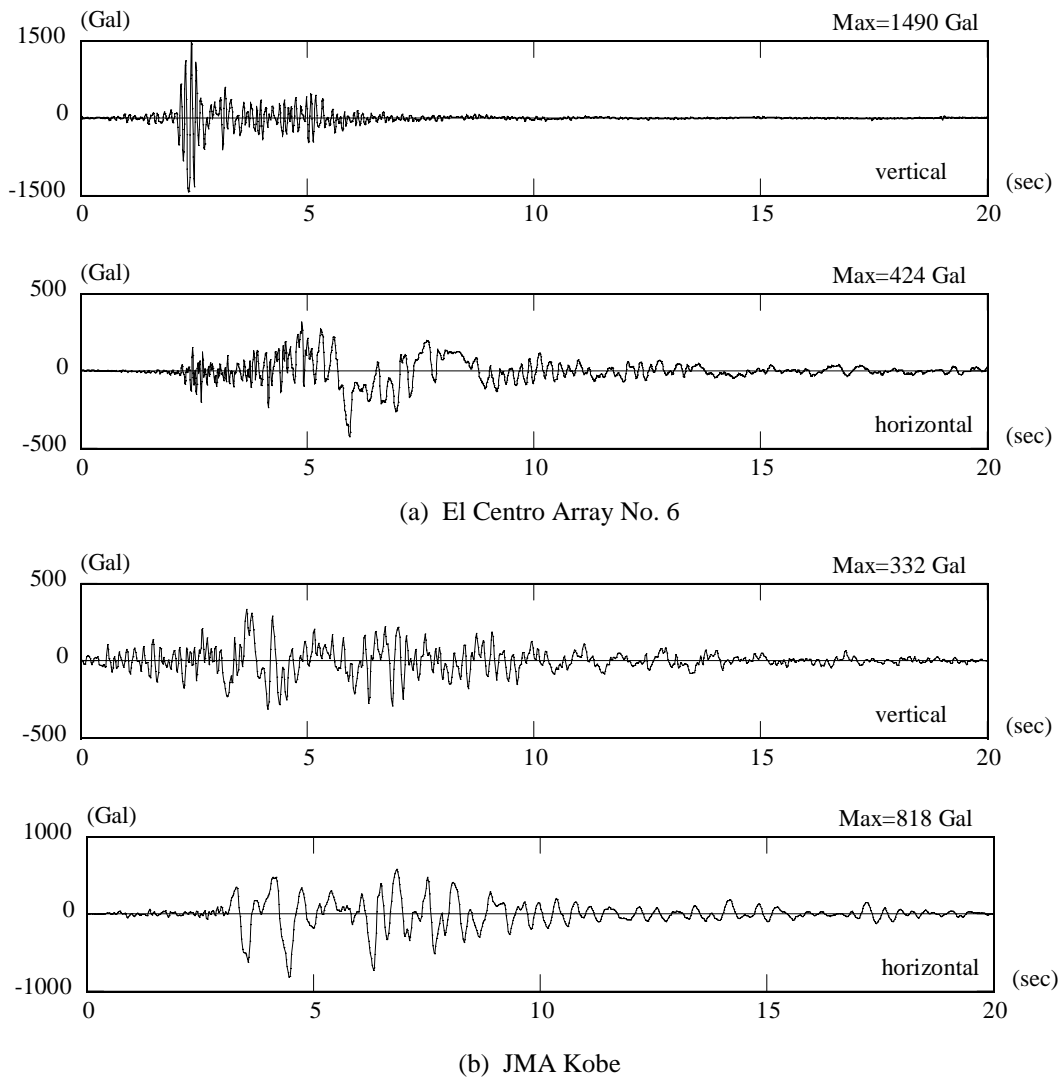 (Gal) Max=1490 Gal
1500
0
vertical
-1500
(sec)
0 5 10 15 20
(Gal) Max=424 Gal
500
0
horizontal
-500
(sec)
0 5 10 15 20
(a) El Centro Array No. 6
(Gal) Max=332 Gal
500
0
vertical
-500
(sec)
0 5 10 15 20
(Gal) Max=818 Gal
1000
0
horizontal
-1000
(sec)
0 5 10 15 20
(b) JMA Kobe